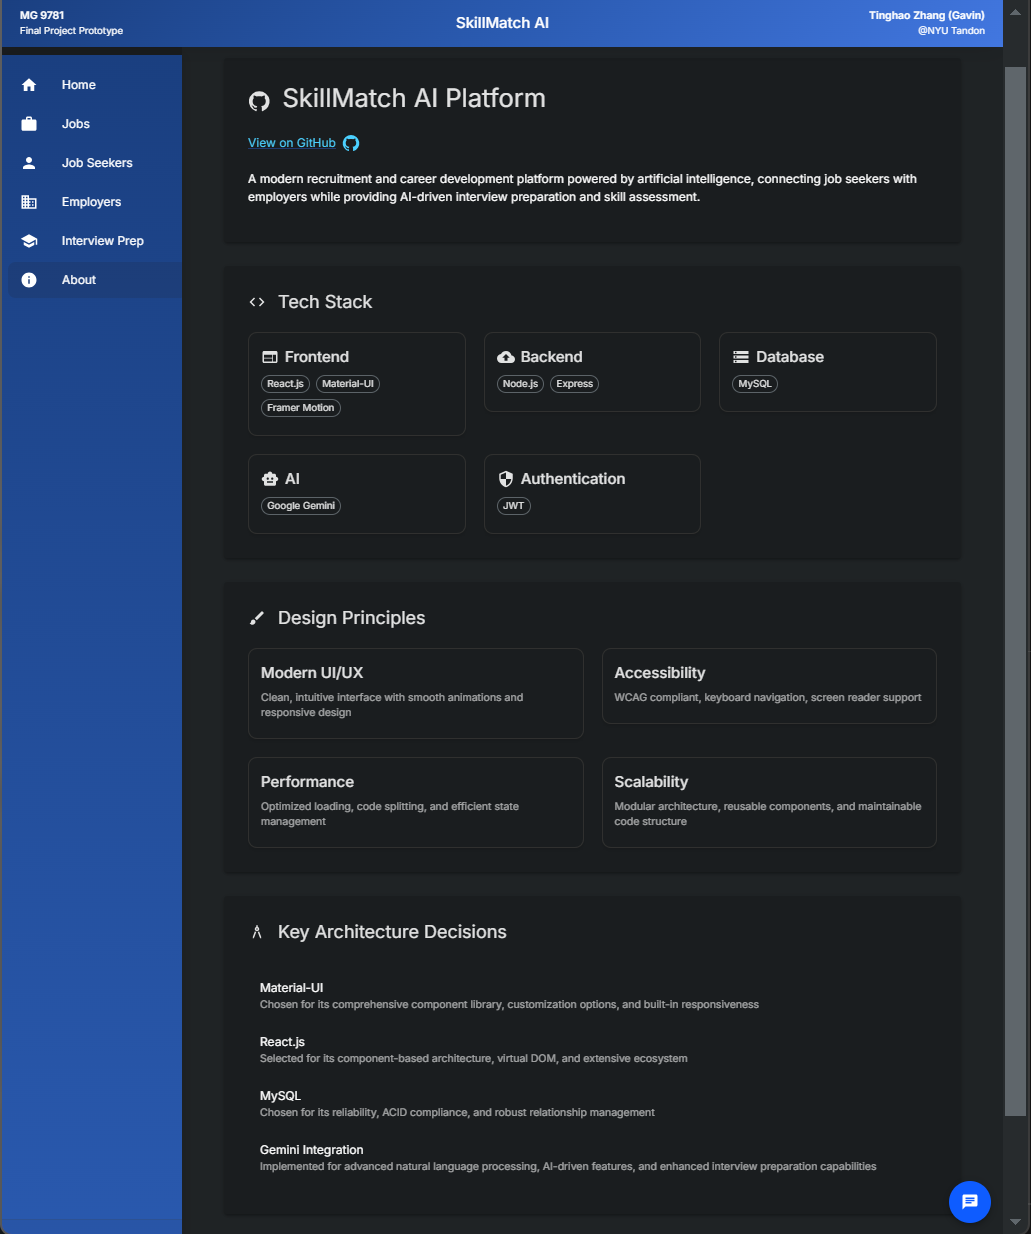 MG 9781
Final Project Prototype
SkillMatch AI
Tinghao Zhang (Gavin)
@NYU Tandon
Home
Jobs
Job Seekers
Employers
Interview Prep
About
SkillMatch AI Platform
View on GitHub
A modern recruitment and career development platform powered by artificial intelligence, connecting job seekers with
employers while providing AI-driven interview preparation and skill assessment.
Tech Stack
Frontend
React.js
Material-UI
Framer Motion
Backend
Node.js
Express
Database
MySQL
AI
Google Gemini
Authentication
JWT
Design Principles
Modern UI/UX
Clean, intuitive interface with smooth animations and
responsive design
Accessibility
WCAG compliant, keyboard navigation, screen reader support
Performance
Optimized loading, code splitting, and efficient state
management
Scalability
Modular architecture, reusable components, and maintainable
code structure
Key Architecture Decisions
Material-UI
Chosen for its comprehensive component library, customization options, and built-in responsiveness
React.js
Selected for its component-based architecture, virtual DOM, and extensive ecosystem
MySQL
Chosen for its reliability, ACID compliance, and robust relationship management
Gemini Integration
Implemented for advanced natural language processing, AI-driven features, and enhanced interview preparation capabilities